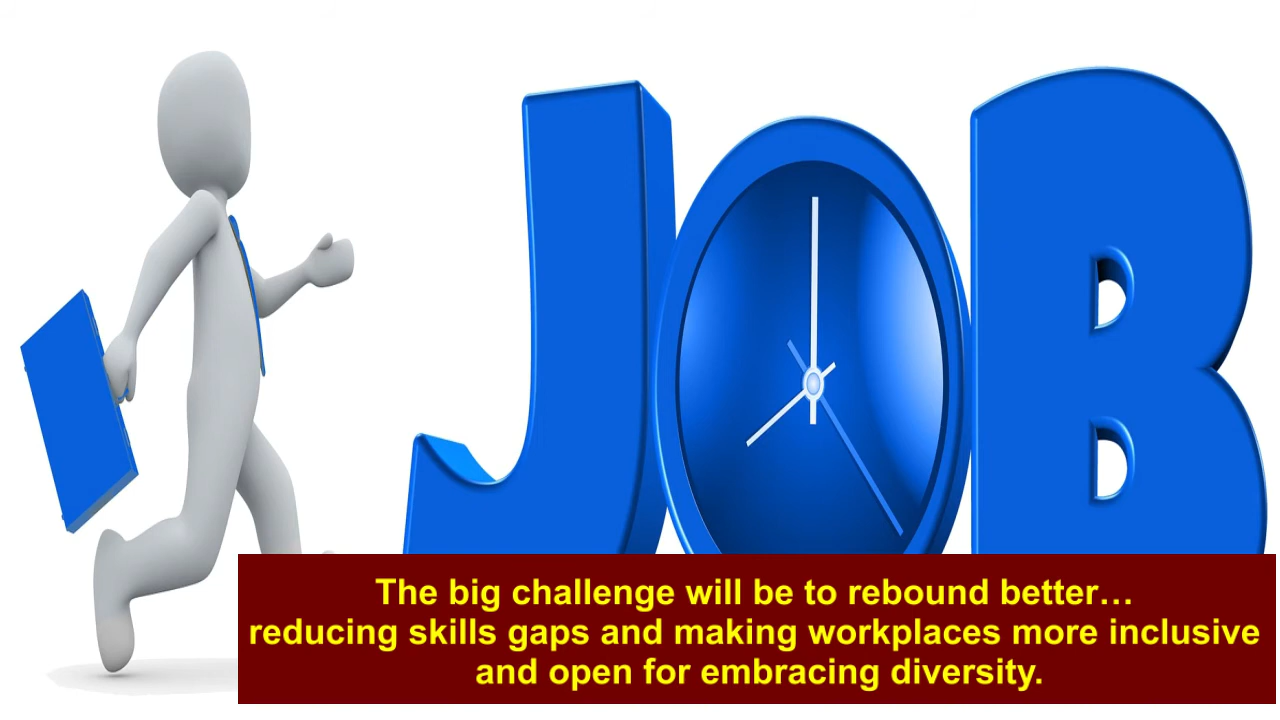 JOB
The big challenge will be to rebound better…
reducing skills gaps and making workplaces more inclusive
and open for embracing diversity.